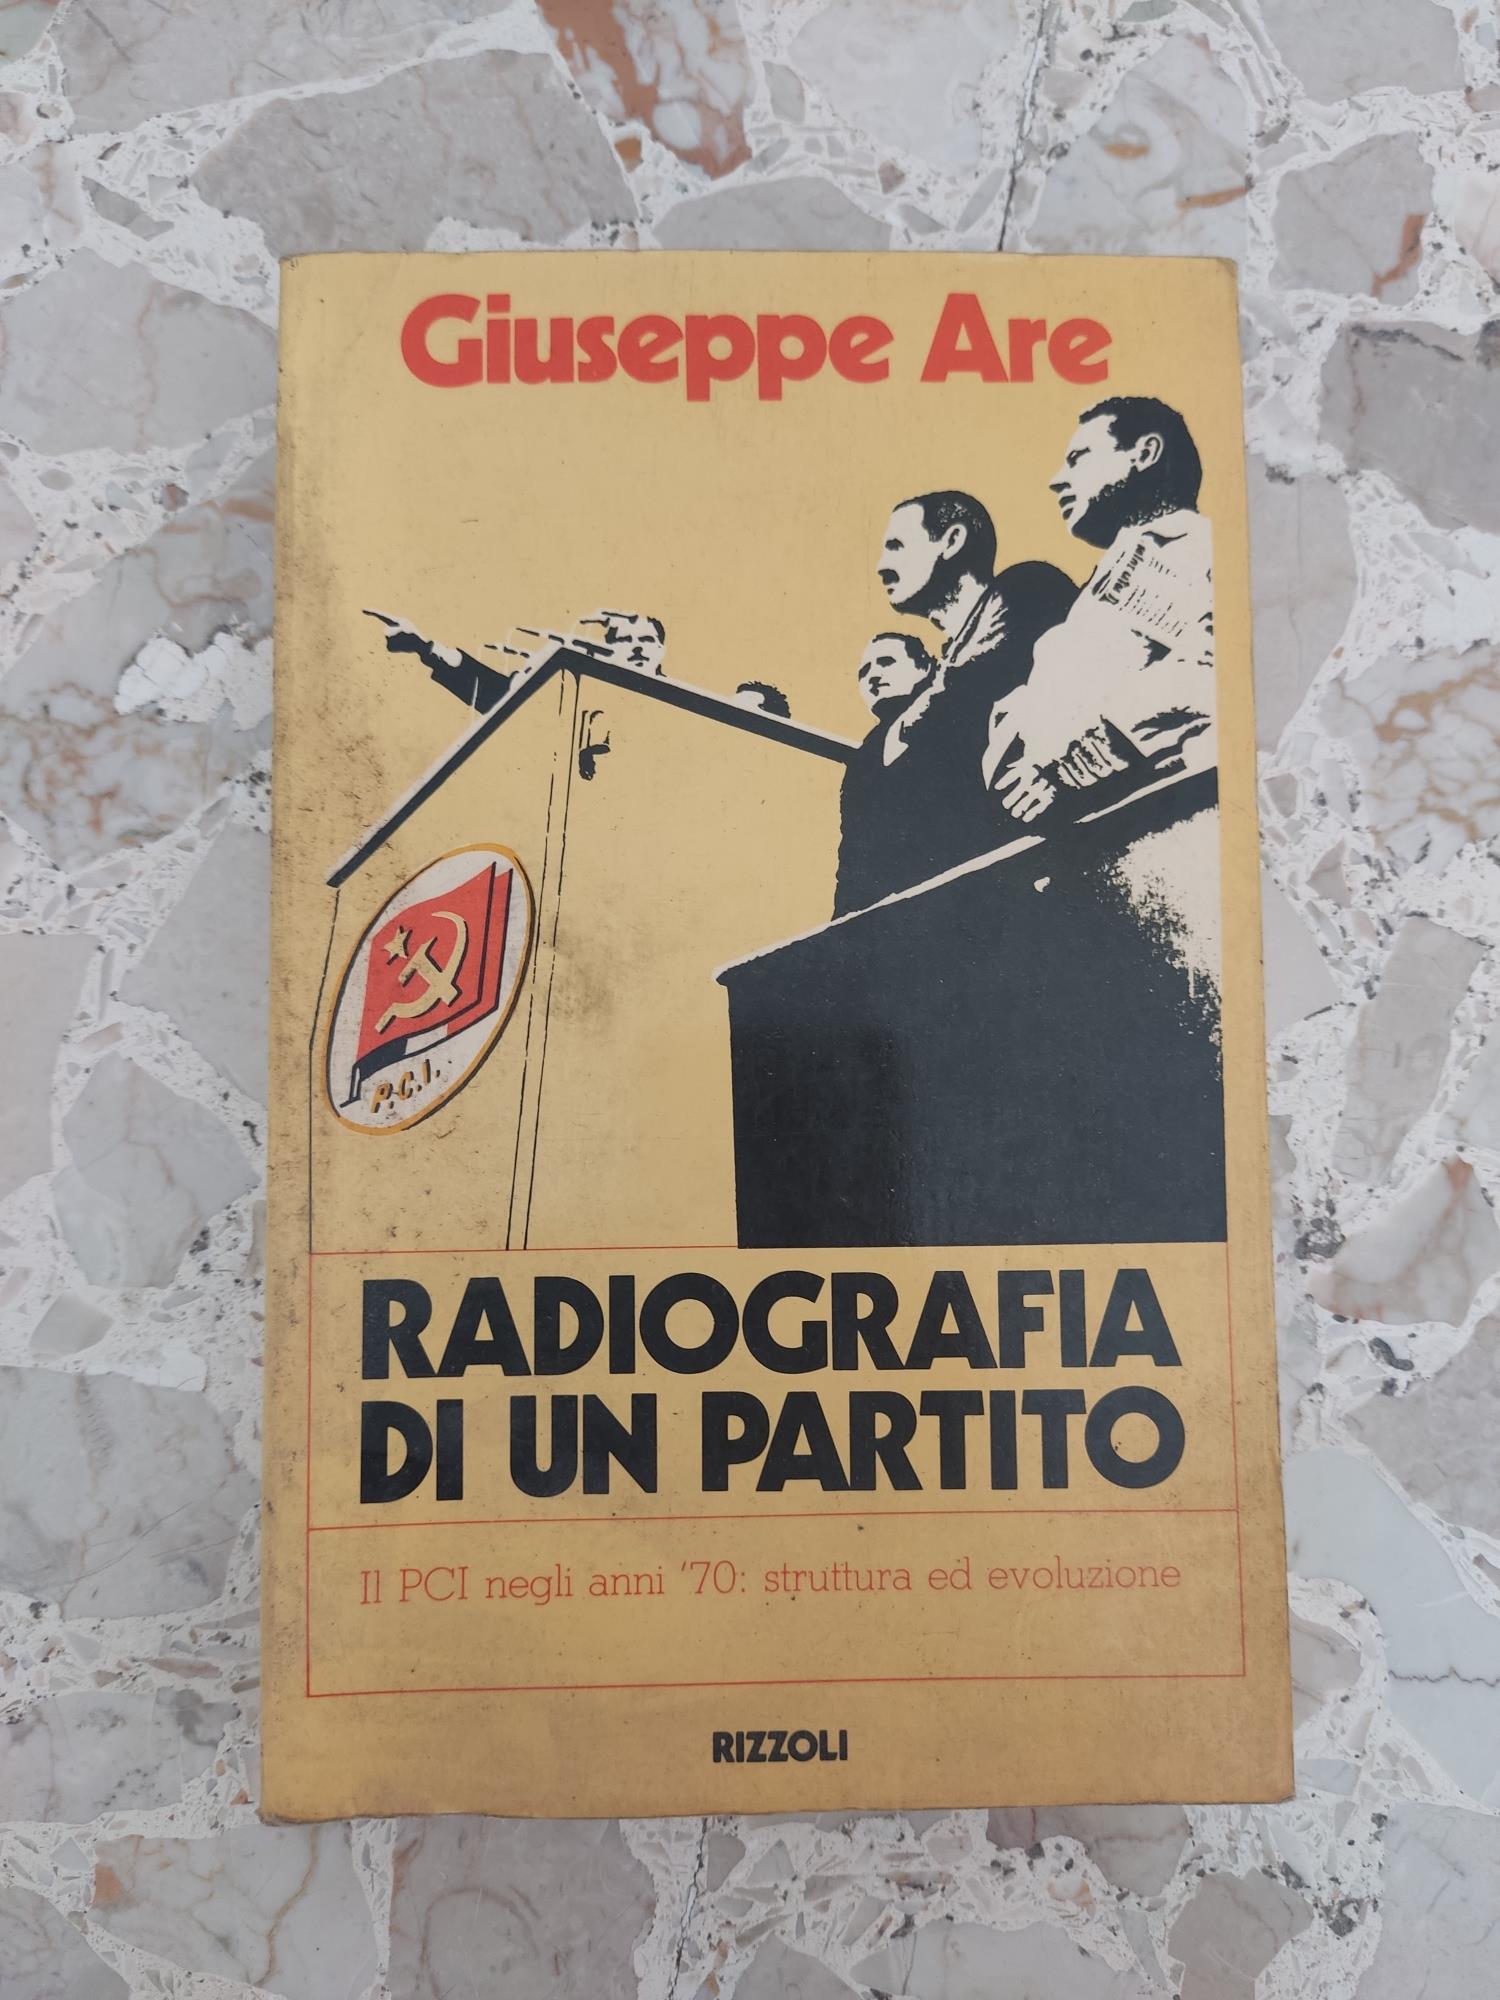 Giuseppe Are
P.C.I.
RADIOGRAFIA
DI UN PARTITO
Il PCI negli anni '70: struttura ed evoluzione
RIZZOLI